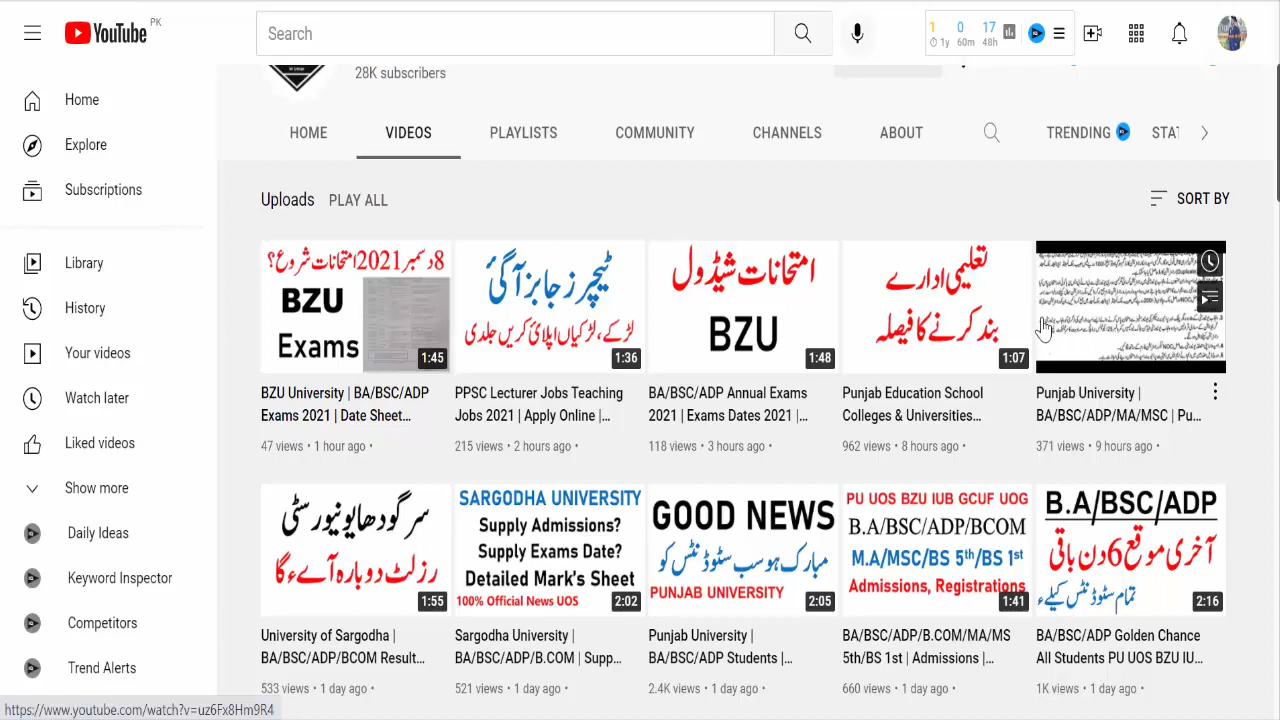 YouTube PK
Search
1 0 17
1y 60m 48h
28K subscribers
Home
Explore
Subscriptions
Library
History
Your videos
Watch later
Liked videos
Show more
Daily Ideas
Keyword Inspector
Competitors
Trend Alerts
HOME VIDEOS PLAYLISTS COMMUNITY CHANNELS ABOUT TRENDING STAT
Uploads PLAY ALL SORT BY
8 دسمبر 2021 امتحانات شروع؟
BZU
Exams
1:45
BZU University | BA/BSC/ADP
Exams 2021 | Date Sheet...
47 views • 1 hour ago •
ٹیچرز جابز آگئ
لڑکے، لڑکیاں اپلائ کریں جلدی
1:36
PPSC Lecturer Jobs Teaching
Jobs 2021 | Apply Online |...
215 views • 2 hours ago •
امتحانات شیڈول
BZU
1:48
BA/BSC/ADP Annual Exams
2021 | Exams Dates 2021 |...
118 views • 3 hours ago •
تعلیمی ادارے
بند کرنے کا فیصلہ
1:07
Punjab Education School
Colleges & Universities...
962 views • 8 hours ago •
Punjab University |
BA/BSC/ADP/MA/MSC | Pu...
371 views • 9 hours ago •
سرگودھا یونیورسٹی
رزلٹ دوبارہ آۓ گا
1:55
University of Sargodha |
BA/BSC/ADP/BCOM Result...
533 views • 1 day ago •
SARGODHA UNIVERSITY
Supply Admissions?
Supply Exams Date?
Detailed Mark's Sheet
100% Official News UOS
2:02
Sargodha University |
BA/BSC/ADP/B.COM | Supp...
521 views • 1 day ago •
GOOD NEWS
مبارک ہو سب سٹوڈنٹس کو
PUNJAB UNIVERSITY
2:05
Punjab University |
BA/BSC/ADP Students |...
2.4K views • 1 day ago •
PU UOS BZU IUB GCUF UOG
B.A/BSC/ADP/BCOM
M.A/MSC/BS 5th/BS 1st
Admissions, Registrations
1:41
BA/BSC/ADP/B.COM/MA/MS
5th/BS 1st | Admissions |...
660 views • 1 day ago •
B.A/BSC/ADP
آخری موقع 6 دن باقی
تمام سٹوڈنٹس کیلۓ
2:16
BA/BSC/ADP Golden Chance
All Students PU UOS BZU IU...
1K views • 1 day ago •
https://www.youtube.com/watch?v=uz6Fx8Hm9R4